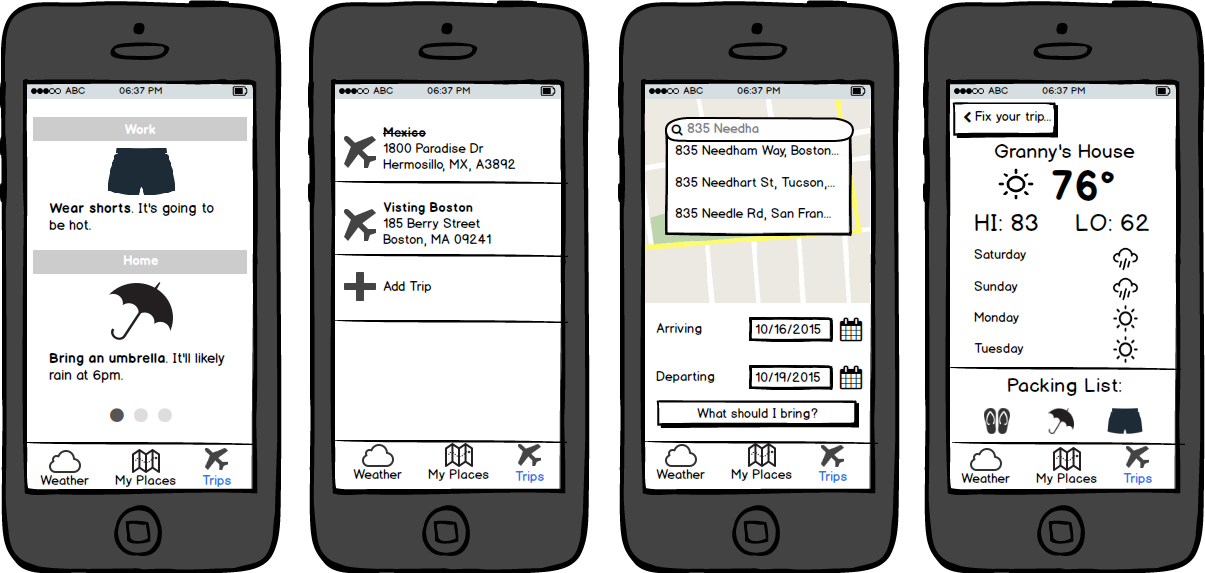 ABC 06:37 PM
Work
Wear shorts. It's going to
be hot.
Home
Bring an umbrella. It'll likely
rain at 6pm.
Weather My Places Trips
ABC 06:37 PM
Mexico
1800 Paradise Dr
Hermosillo, MX, A3892
Visting Boston
185 Berry Street
Boston, MA 09241
Add Trip
Weather My Places Trips
ABC 06:37 PM
835 Needha
835 Needham Way, Boston...
835 Needhart St, Tucson,...
835 Needle Rd, San Fran...
Arriving 10/16/2015
Departing 10/19/2015
What should I bring?
Weather My Places Trips
ABC 06:37 PM
Fix your trip...
Granny's House
76°
HI: 83 LO: 62
Saturday
Sunday
Monday
Tuesday
Packing List:
Weather My Places Trips